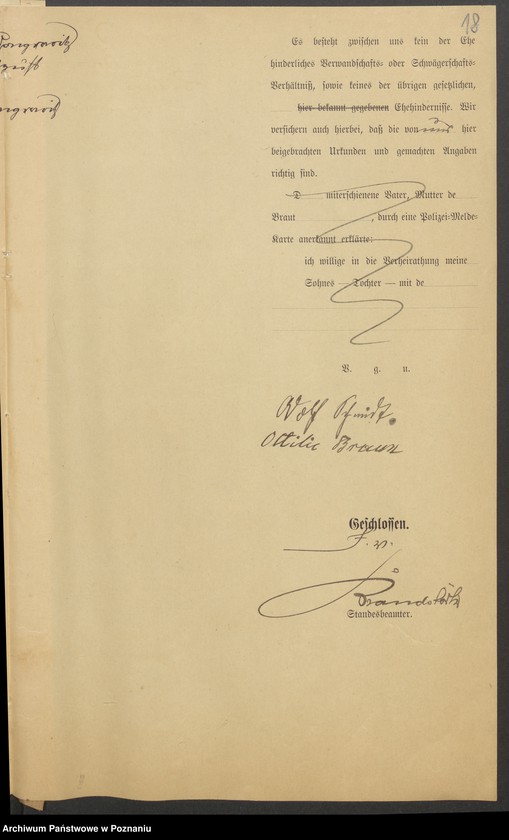 18
Es besteht zwischen uns kein der Ehe
hinderliches Verwandschafts- oder Schwägerschafts-
Verhältniß, sowie keines der übrigen gesetzlichen,
hier bekannt gegebenen Ehehindernisse. Wir
versichern auch hierbei, daß die von uns hier
beigebrachten Urkunden und gemachten Angaben
richtig sind.
D miterschienene Vater, Mutter de
Braut , durch eine Polizei-Melde-
Karte anerkannt erklärte:
ich willige in die Verheirathung meine
Sohnes — Tochter — mit de
V. g. u.
Adolf Schmidt.
Ottilie Braun
Geschlossen.
Standesbeamter.
Archiwum Państwowe w Poznaniu